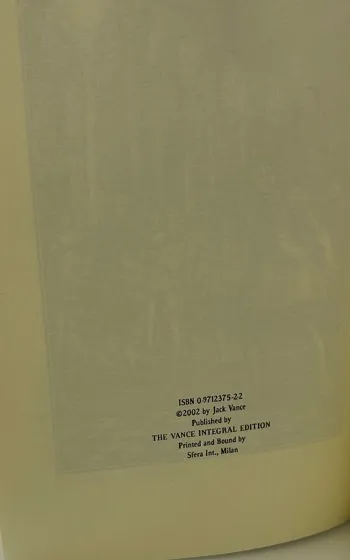 ISBN 0-9712375-2-2
©2002 by Jack Vance
Published by
THE VANCE INTEGRAL EDITION
Printed and Bound by
Sfera Int., Milan